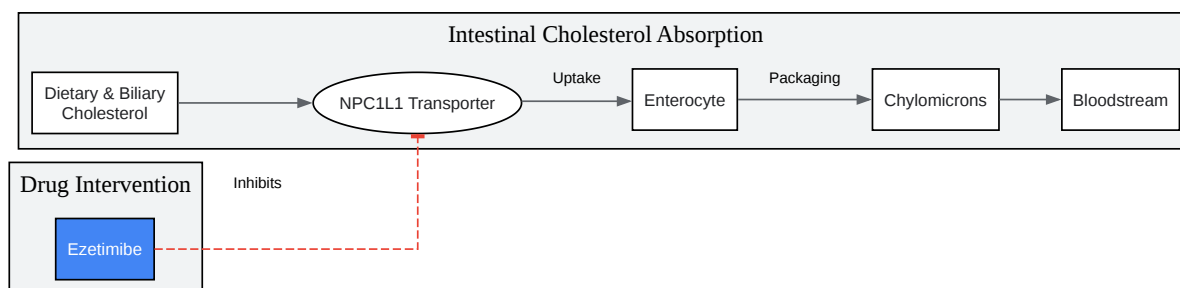 Intestinal Cholesterol Absorption
Dietary & Biliary
Cholesterol
NPC1L1 Transporter
Uptake
Enterocyte
Packaging
Chylomicrons
Bloodstream
Drug Intervention
Inhibits
Ezetimibe